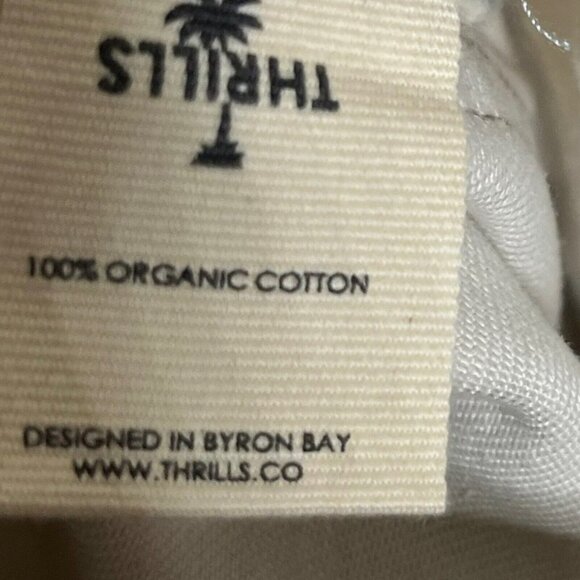 THRILLS
100% ORGANIC COTTON
DESIGNED IN BYRON BAY
WWW.THRILLS.CO